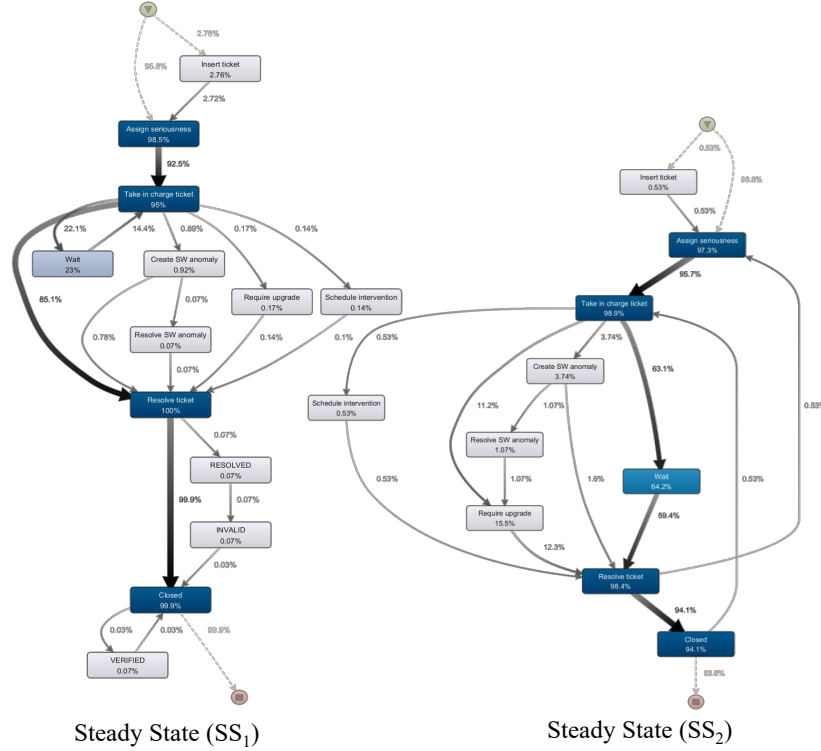 2.76%
95.8%
Insert ticket
2.76%
2.72%
Assign seriousness
98.5%
92.5%
Take in charge ticket
95%
22.1%
14.4%
0.89%
0.17%
0.14%
Wait
23%
Create SW anomaly
0.92%
85.1%
0.07%
Require upgrade
0.17%
Schedule intervention
0.14%
0.78%
Resolve SW anomaly
0.07%
0.14%
0.1%
0.07%
Resolve ticket
100%
0.07%
RESOLVED
0.07%
99.9%
0.07%
INVALID
0.07%
0.03%
Closed
99.9%
0.03%
0.03%
99.9%
VERIFIED
0.07%
Steady State (SS1)
0.53%
Insert ticket
0.53%
0.53%
Assign seriousness
97.3%
95.7%
Take in charge ticket
98.9%
0.53%
3.74%
Create SW anomaly
3.74%
63.1%
Schedule intervention
0.53%
11.2%
1.07%
0.53%
Resolve SW anomaly
1.07%
1.07%
1.6%
Wait
64.2%
0.53%
Require upgrade
15.5%
59.4%
0.53%
12.3%
Resolve ticket
98.4%
94.1%
Closed
94.1%
93.6%
Steady State (SS2)